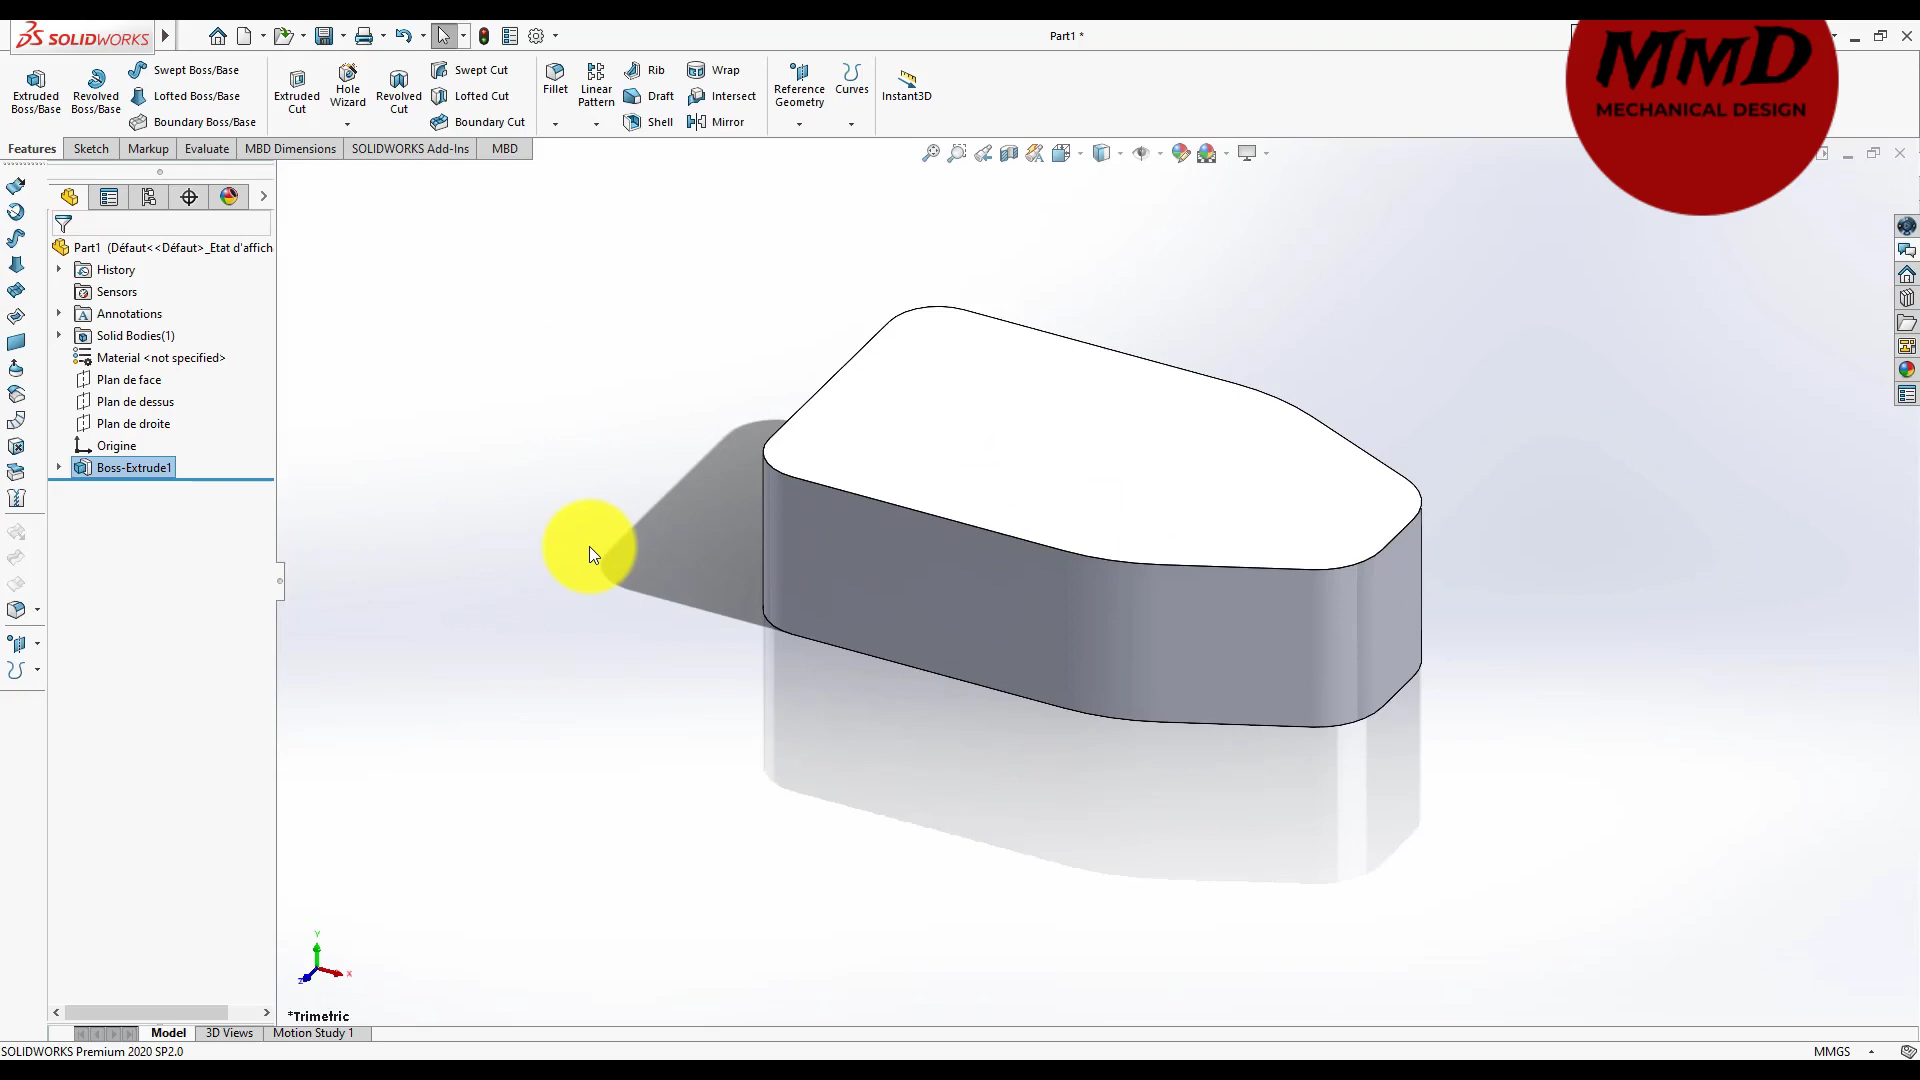 SOLIDWORKS
Part1 *
MMD
MECHANICAL DESIGN
Extruded Boss/Base
Revolved Boss/Base
Swept Boss/Base
Lofted Boss/Base
Boundary Boss/Base
Extruded Cut
Hole Wizard
Revolved Cut
Swept Cut
Lofted Cut
Boundary Cut
Fillet
Linear Pattern
Rib
Draft
Shell
Wrap
Intersect
Mirror
Reference Geometry
Curves
Instant3D
Features
Sketch
Markup
Evaluate
MBD Dimensions
SOLIDWORKS Add-Ins
MBD
Part1 (Défaut<<Défaut>_Etat d'affich
History
Sensors
Annotations
Solid Bodies(1)
Material <not specified>
Plan de face
Plan de dessus
Plan de droite
Origine
Boss-Extrude1
Y
X
Z
*Trimetric
Model
3D Views
Motion Study 1
SOLIDWORKS Premium 2020 SP2.0
MMGS